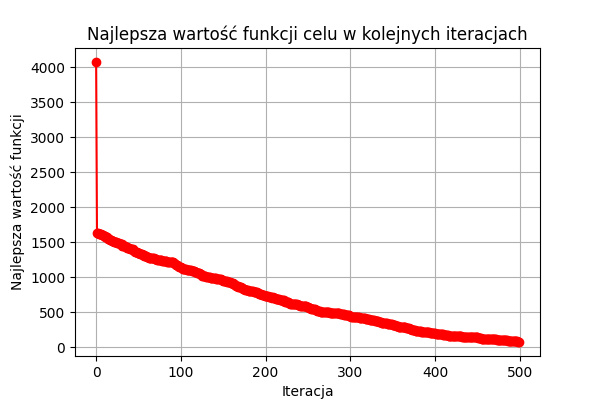 Najlepsza wartość funkcji celu w kolejnych iteracjach
Najlepsza wartość funkcji
4000
3500
3000
2500
2000
1500
1000
500
0
0 100 200 300 400 500
Iteracja